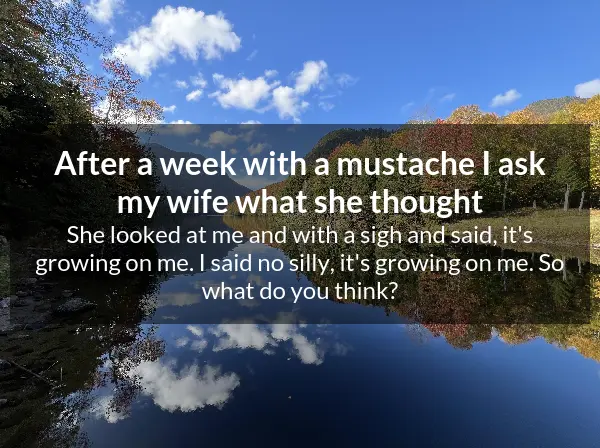 After a week with a mustache I ask
my wife what she thought
She looked at me and with a sigh and said, it's
growing on me. I said no silly, it's growing on me. So
what do you think?